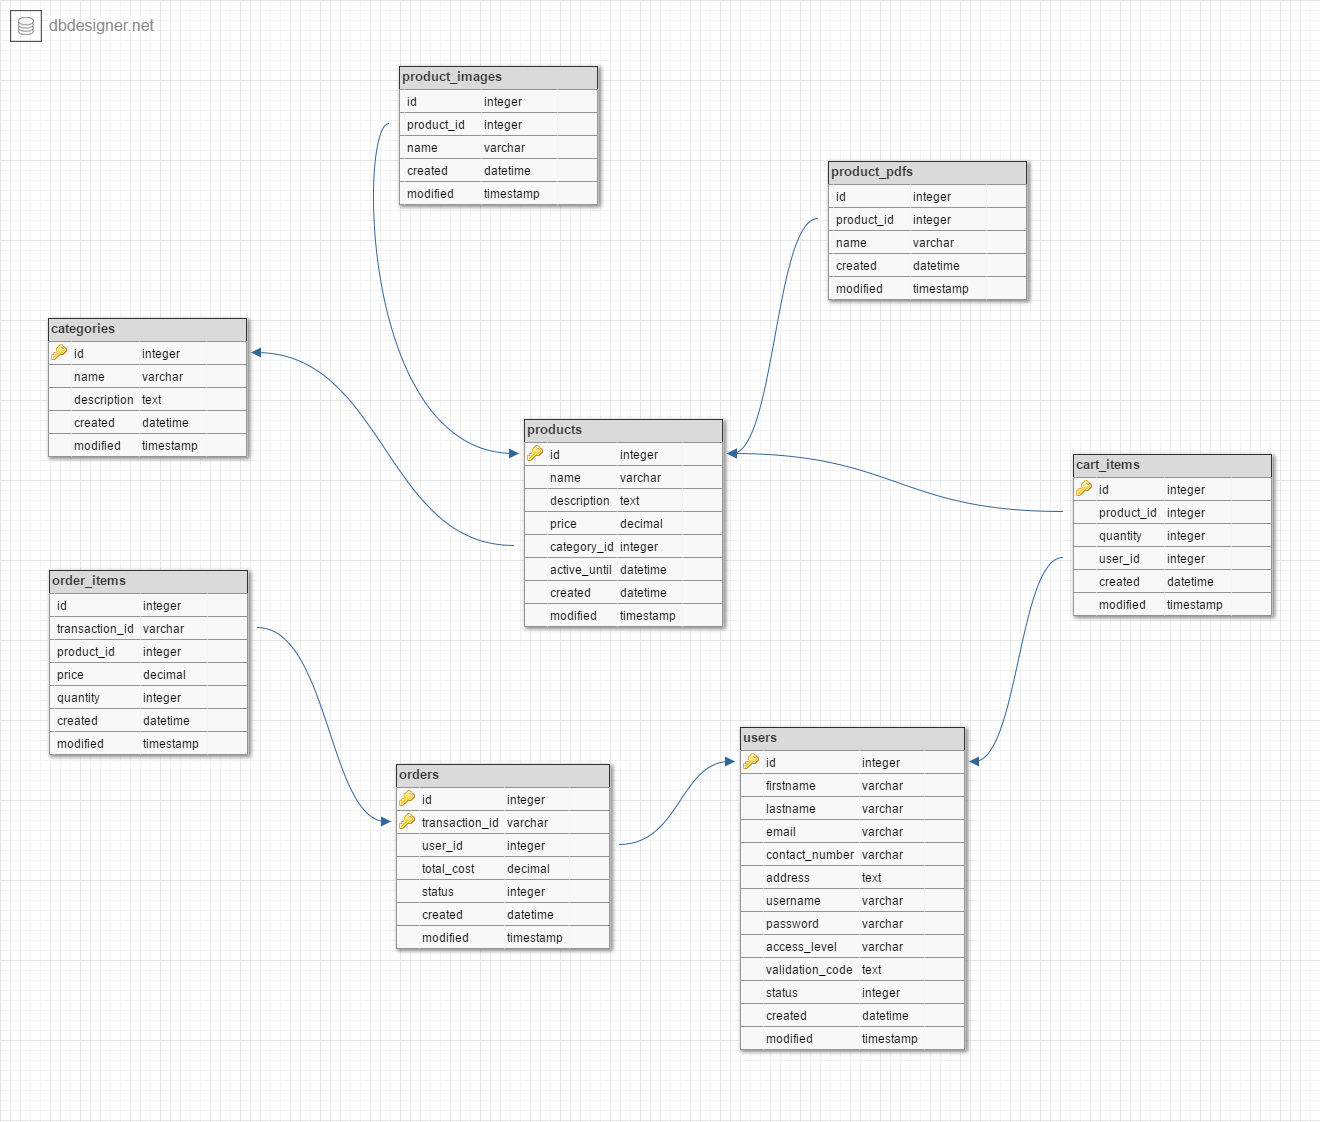 dbdesigner.net
product_images
id integer
product_id integer
name varchar
created datetime
modified timestamp
product_pdfs
id integer
product_id integer
name varchar
created datetime
modified timestamp
categories
id integer
name varchar
description text
created datetime
modified timestamp
products
id integer
name varchar
description text
price decimal
category_id integer
active_until datetime
created datetime
modified timestamp
cart_items
id integer
product_id integer
quantity integer
user_id integer
created datetime
modified timestamp
order_items
id integer
transaction_id varchar
product_id integer
price decimal
quantity integer
created datetime
modified timestamp
orders
id integer
transaction_id varchar
user_id integer
total_cost decimal
status integer
created datetime
modified timestamp
users
id integer
firstname varchar
lastname varchar
email varchar
contact_number varchar
address text
username varchar
password varchar
access_level varchar
validation_code text
status integer
created datetime
modified timestamp